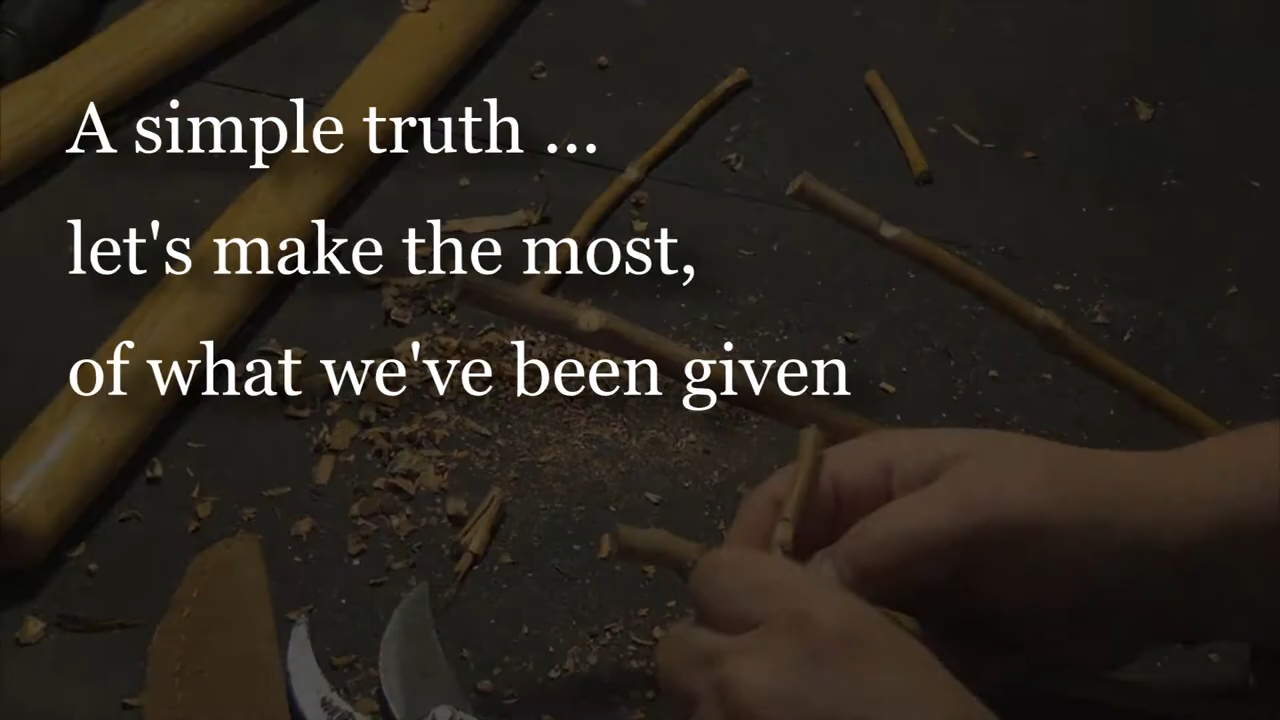 A simple truth ...
let's make the most,
of what we've been given